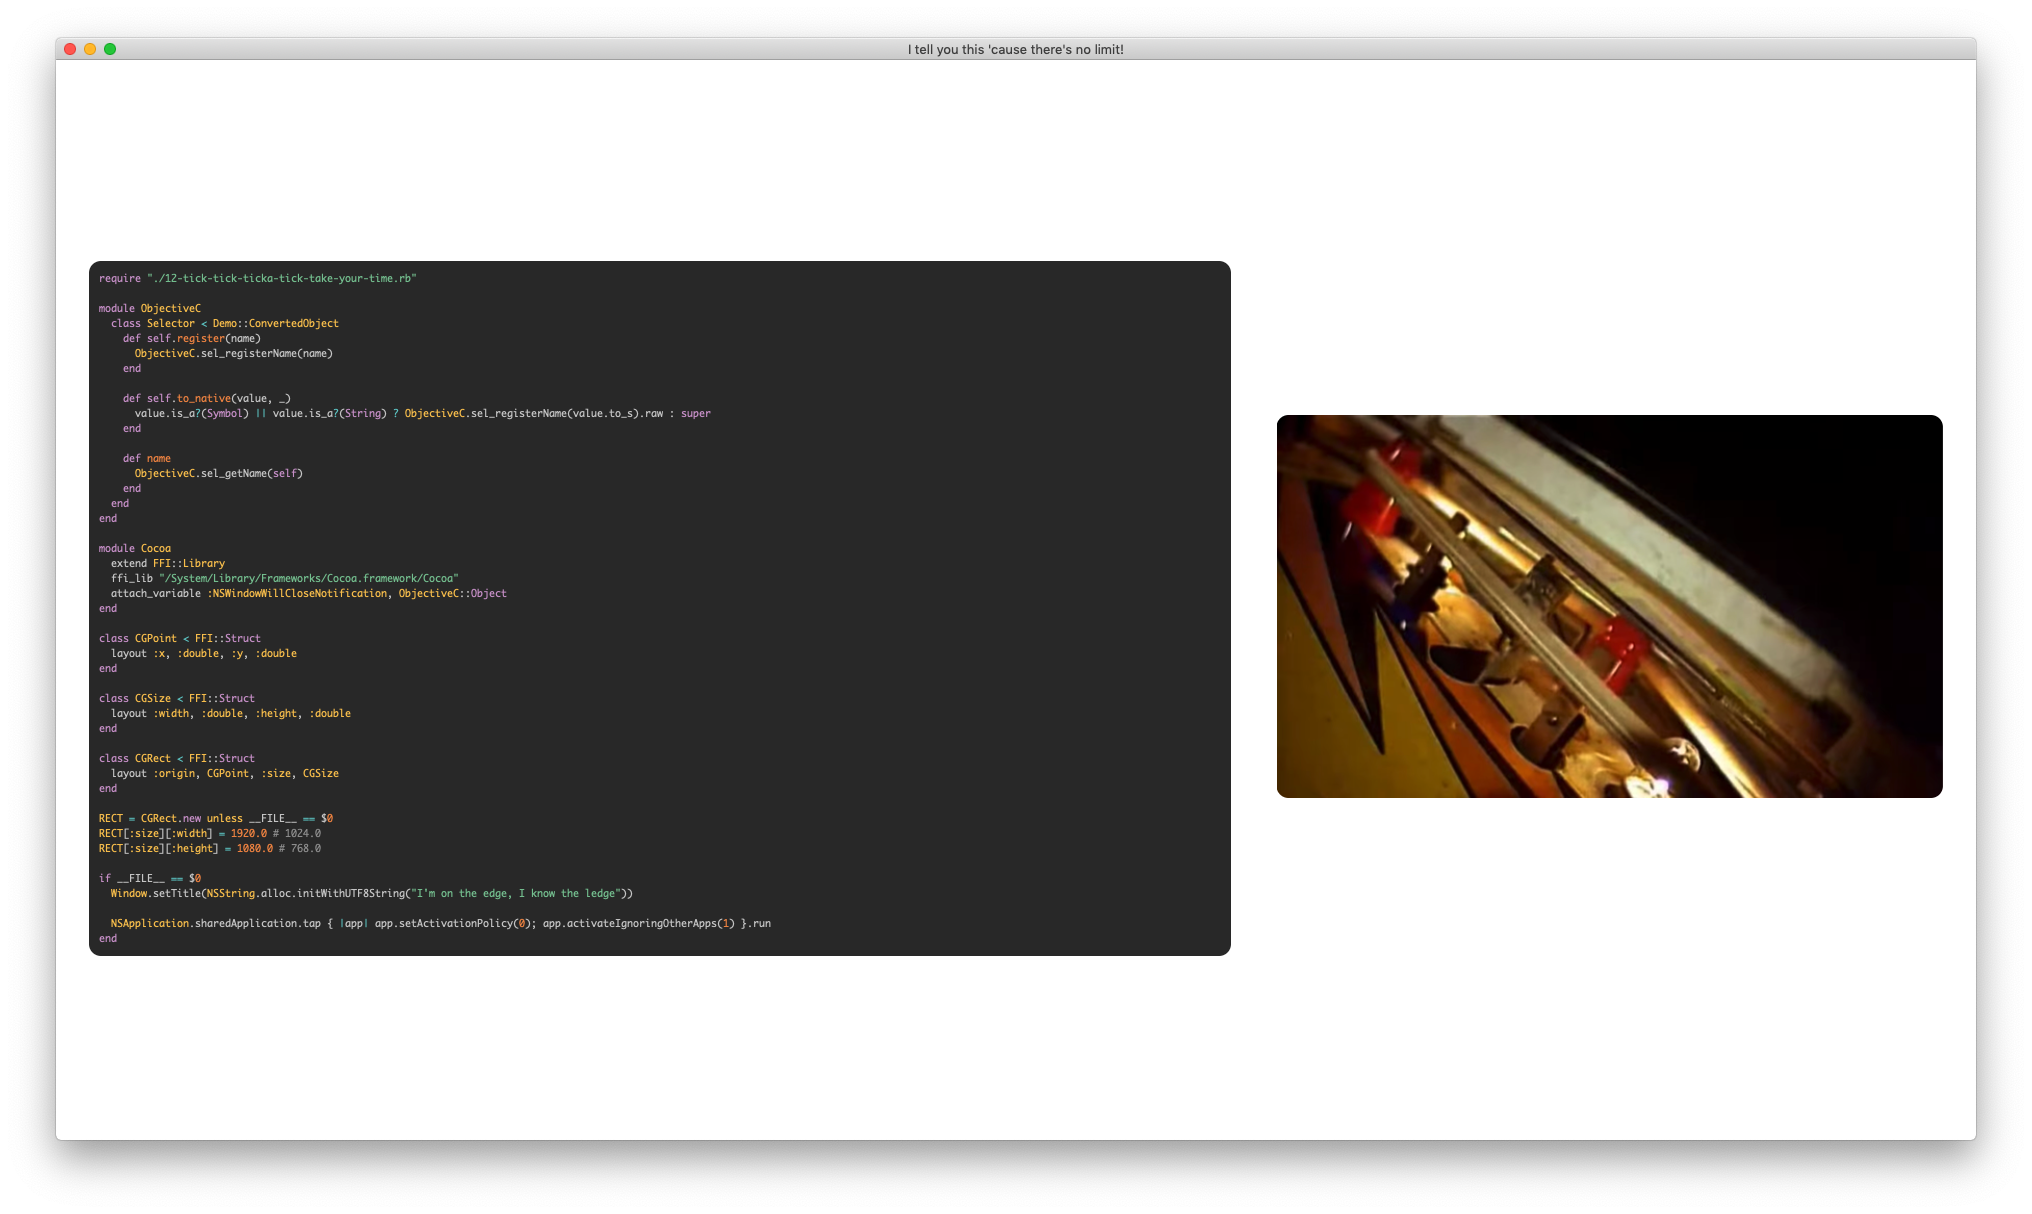 I tell you this 'cause there's no limit!
require "./12-tick-tick-ticka-tick-take-your-time.rb"
module ObjectiveC
  class Selector < Demo::ConvertedObject
    def self.register(name)
      ObjectiveC.sel_registerName(name)
    end
    def self.to_native(value, _)
      value.is_a?(Symbol) || value.is_a?(String) ? ObjectiveC.sel_registerName(value.to_s).raw : super
    end
    def name
      ObjectiveC.sel_getName(self)
    end
  end
end
module Cocoa
  extend FFI::Library
  ffi_lib "/System/Library/Frameworks/Cocoa.framework/Cocoa"
  attach_variable :NSWindowWillCloseNotification, ObjectiveC::Object
end
class CGPoint < FFI::Struct
  layout :x, :double, :y, :double
end
class CGSize < FFI::Struct
  layout :width, :double, :height, :double
end
class CGRect < FFI::Struct
  layout :origin, CGPoint, :size, CGSize
end
RECT = CGRect.new unless __FILE__ == $0
RECT[:size][:width] = 1920.0 # 1024.0
RECT[:size][:height] = 1080.0 # 768.0
if __FILE__ == $0
  Window.setTitle(NSString.alloc.initWithUTF8String("I'm on the edge, I know the ledge"))
  NSApplication.sharedApplication.tap { |app| app.setActivationPolicy(0); app.activateIgnoringOtherApps(1) }.run
end